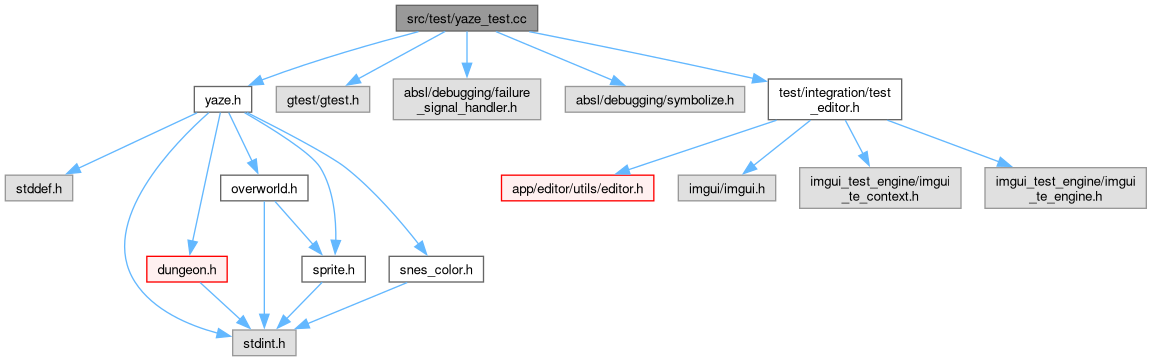 src/test/yaze_test.cc
yaze.h
gtest/gtest.h
absl/debugging/failure
_signal_handler.h
absl/debugging/symbolize.h
test/integration/test
_editor.h
stddef.h
overworld.h
app/editor/utils/editor.h
imgui/imgui.h
imgui_test_engine/imgui
_te_context.h
imgui_test_engine/imgui
_te_engine.h
dungeon.h
sprite.h
snes_color.h
stdint.h